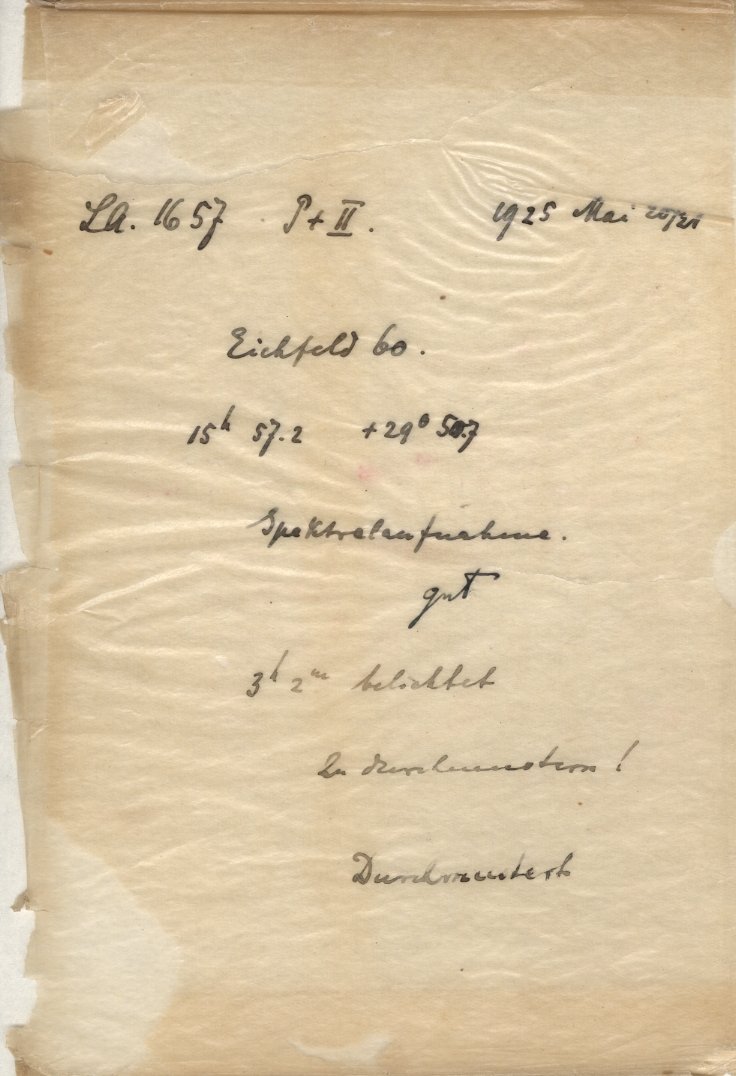 LA. 1657 P+II. 1925 Mai 20/21
Eichfeld 60.
15h 57.2 +29° 50.7
Spektralaufnahme.
gut
3h 2m belichtet
Zu durchmustern!
Durchmustert